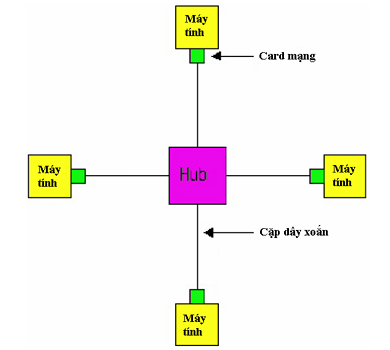 Máy
tính
Card mạng
Máy
tính
Hub
Máy
tính
Cặp dây xoắn
Máy
tính